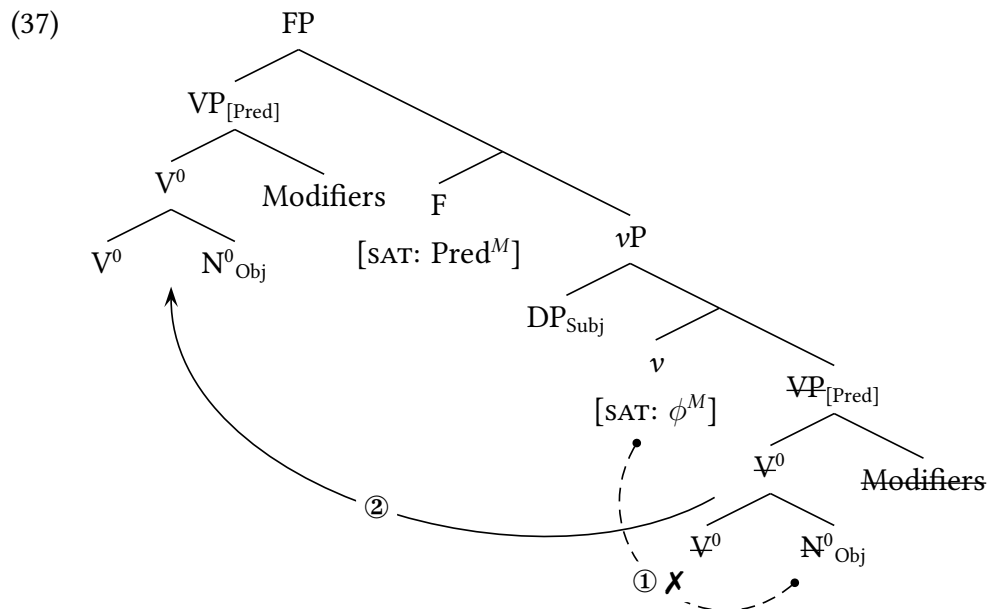 (37)
FP
VP[Pred]
V⁰ Modifiers F
[SAT: Predᴹ] vP
V⁰ N⁰Obj
DPSubj
v VP[Pred]
[SAT: ϕᴹ]
V⁰ Modifiers
②
V⁰ N⁰Obj
① ✗